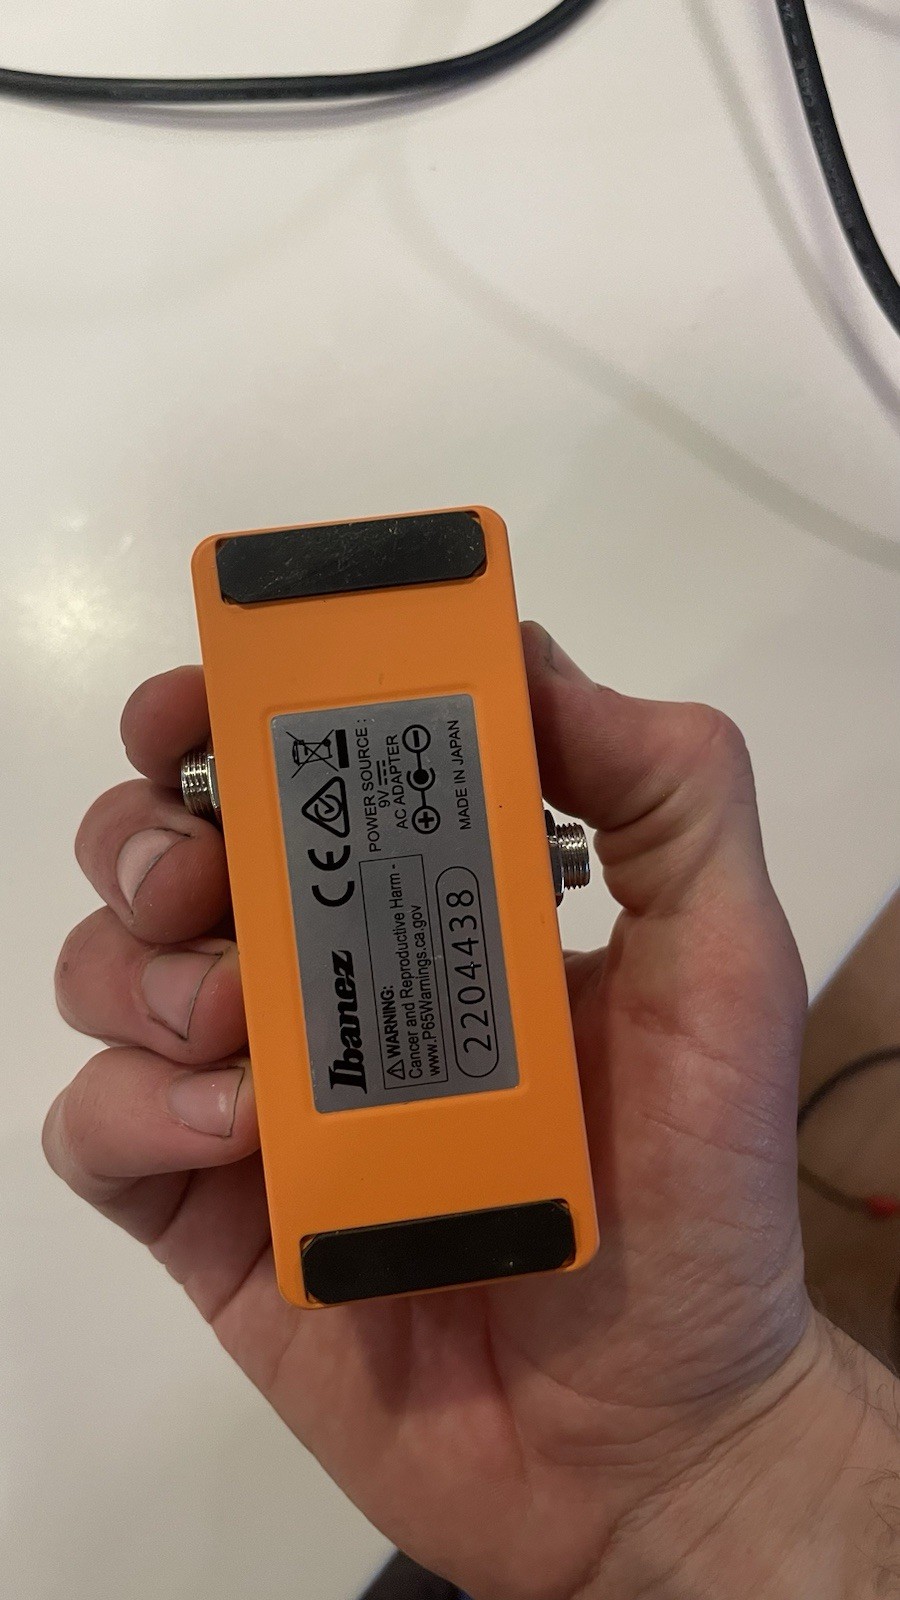 Ibanez
CE
POWER SOURCE :
9V
AC ADAPTER
⚠WARNING:
Cancer and Reproductive Harm -
www.P65Warnings.ca.gov
2204438
MADE IN JAPAN